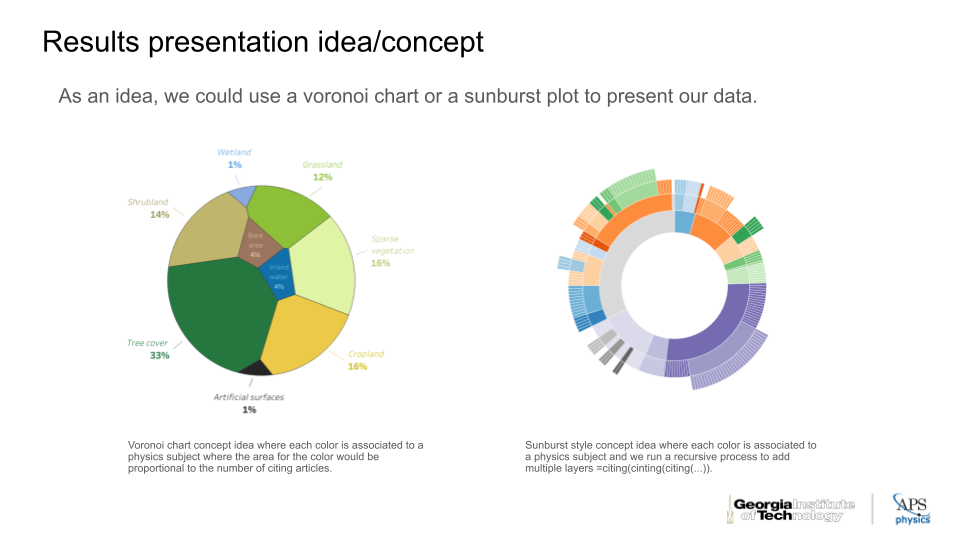 Results presentation idea/concept
As an idea, we could use a voronoi chart or a sunburst plot to present our data.
Wetland
1%
Grassland
12%
Shrubland
14%
Bare
area
4%
Sparse
vegetation
16%
Inland
water
4%
Tree cover
33%
Cropland
16%
Artificial surfaces
1%
Voronoi chart concept idea where each color is associated to a
physics subject where the area for the color would be
proportional to the number of citing articles.
Sunburst style concept idea where each color is associated to
a physics subject and we run a recursive process to add
multiple layers =citing(cinting(citing(...)).
Georgia Institute
of Technology
APS
physics